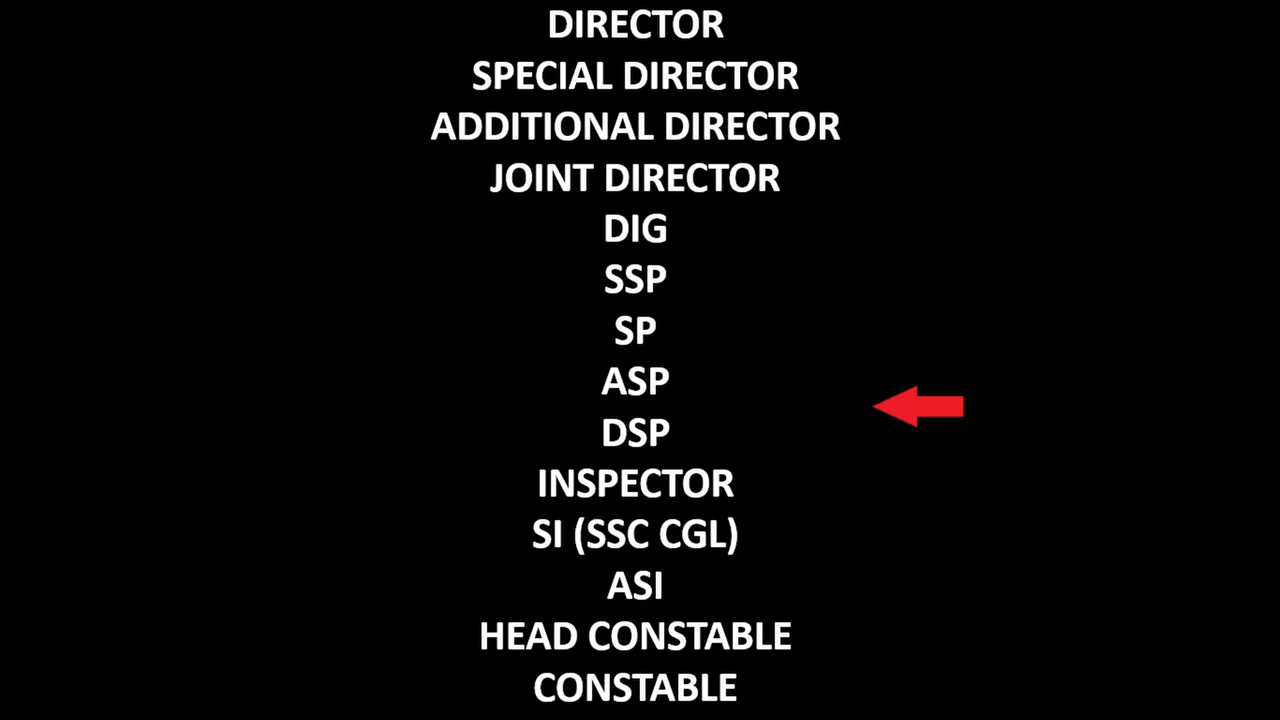 DIRECTOR
SPECIAL DIRECTOR
ADDITIONAL DIRECTOR
JOINT DIRECTOR
DIG
SSP
SP
ASP
DSP
INSPECTOR
SI (SSC CGL)
ASI
HEAD CONSTABLE
CONSTABLE